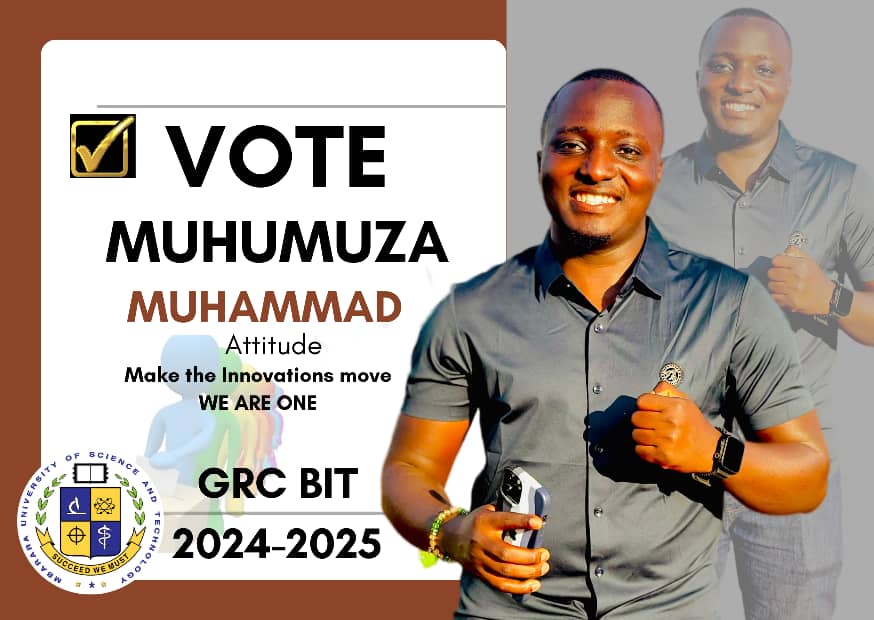 VOTE
MUHUMUZA
MUHAMMAD
Attitude
Make the Innovations move
WE ARE ONE
GRC BIT
2024-2025
MBARARA UNIVERSITY OF SCIENCE AND TECHNOLOGY
SUCCEED WE MUST